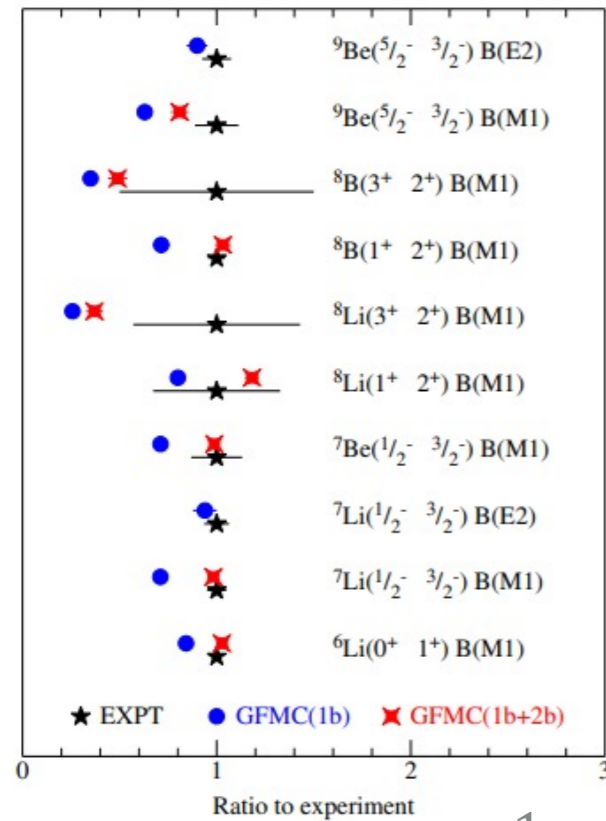 ⁹Be(⁵/₂⁻ ³/₂⁻) B(E2)
⁹Be(⁵/₂⁻ ³/₂⁻) B(M1)
⁸B(3⁺ 2⁺) B(M1)
⁸B(1⁺ 2⁺) B(M1)
⁸Li(3⁺ 2⁺) B(M1)
⁸Li(1⁺ 2⁺) B(M1)
⁷Be(¹/₂⁻ ³/₂⁻) B(M1)
⁷Li(¹/₂⁻ ³/₂⁻) B(E2)
⁷Li(¹/₂⁻ ³/₂⁻) B(M1)
⁶Li(0⁺ 1⁺) B(M1)
EXPT GFMC(1b) GFMC(1b+2b)
0 1 2 3
Ratio to experiment